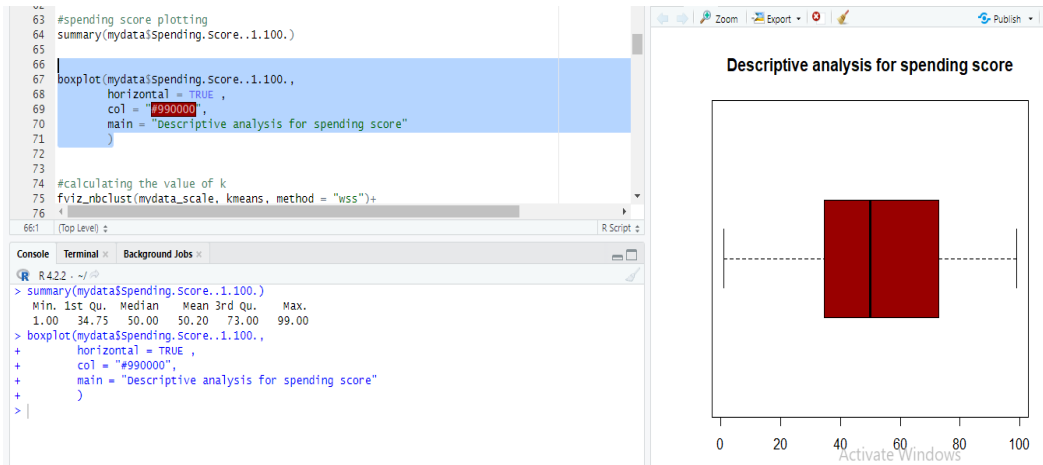 62
63 #spending score plotting
64 summary(mydata$Spending.Score..1.100.)
65
66
67 boxplot(mydata$Spending.Score..1.100.,
68 horizontal = TRUE ,
69 col = "#990000",
70 main = "Descriptive analysis for spending score"
71 )
72
73
74 #calculating the value of k
75 fviz_nbclust(mydata_scale, kmeans, method = "wss")+
76
66:1 (Top Level) R Script
Console Terminal × Background Jobs ×
R R 4.2.2 · ~/
> summary(mydata$Spending.Score..1.100.)
Min. 1st Qu. Median Mean 3rd Qu. Max.
1.00 34.75 50.00 50.20 73.00 99.00
> boxplot(mydata$Spending.Score..1.100.,
+ horizontal = TRUE ,
+ col = "#990000",
+ main = "Descriptive analysis for spending score"
+ )
>
Zoom Export Publish
Descriptive analysis for spending score
0 20 40 60 80 100
Activate Windows